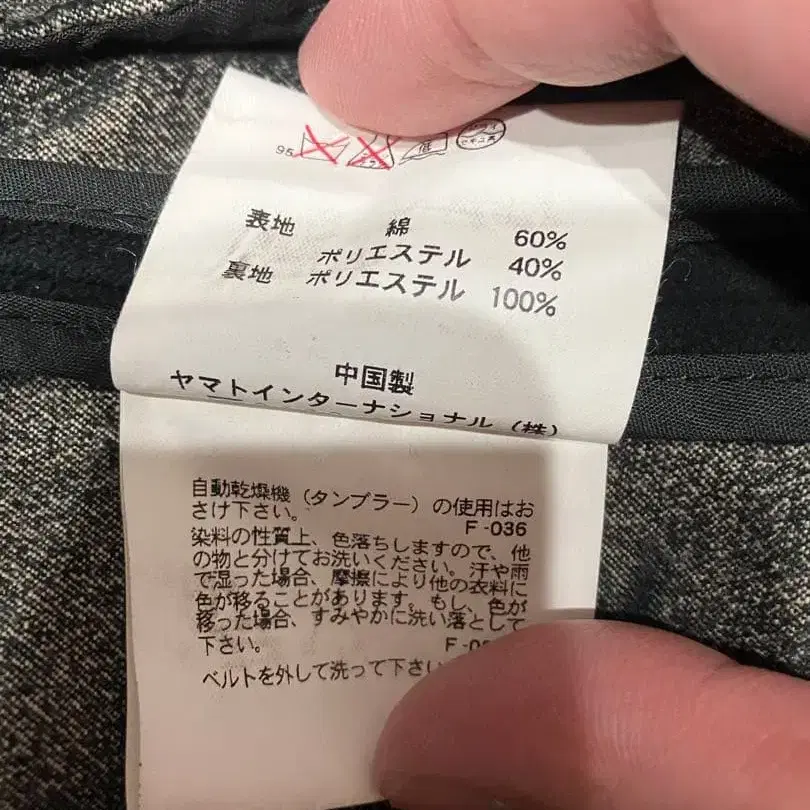 95
低
表地 綿 60%
ポリエステル 40%
裏地 ポリエステル 100%
中国製
ヤマトインターナショナル（株）
自動乾燥機（タンブラー）の使用はお
さけ下さい。 F-036
染料の性質上、色落ちしますので、他
の物と分けてお洗いください。汗や雨
で湿った場合、摩擦により他の衣料に
色が移ることがあります。もし、色が
移った場合、すみやかに洗い落として
下さい。
ベルトを外して洗って下さい